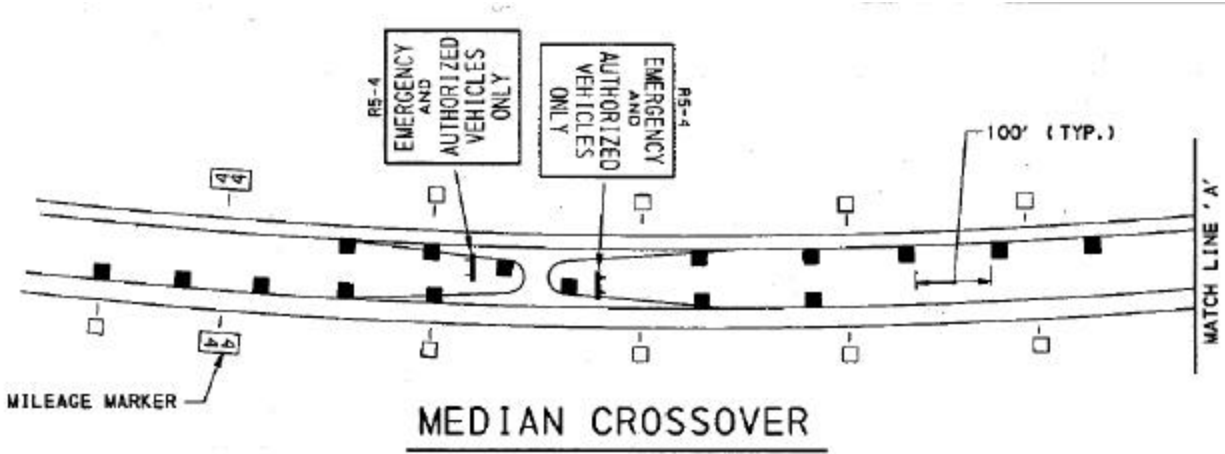 R5-4
EMERGENCY
AND
AUTHORIZED
VEHICLES
ONLY
R5-4
EMERGENCY
AND
AUTHORIZED
VEHICLES
ONLY
100' (TYP.)
44
44
MILEAGE MARKER
MATCH LINE 'A'
MEDIAN CROSSOVER